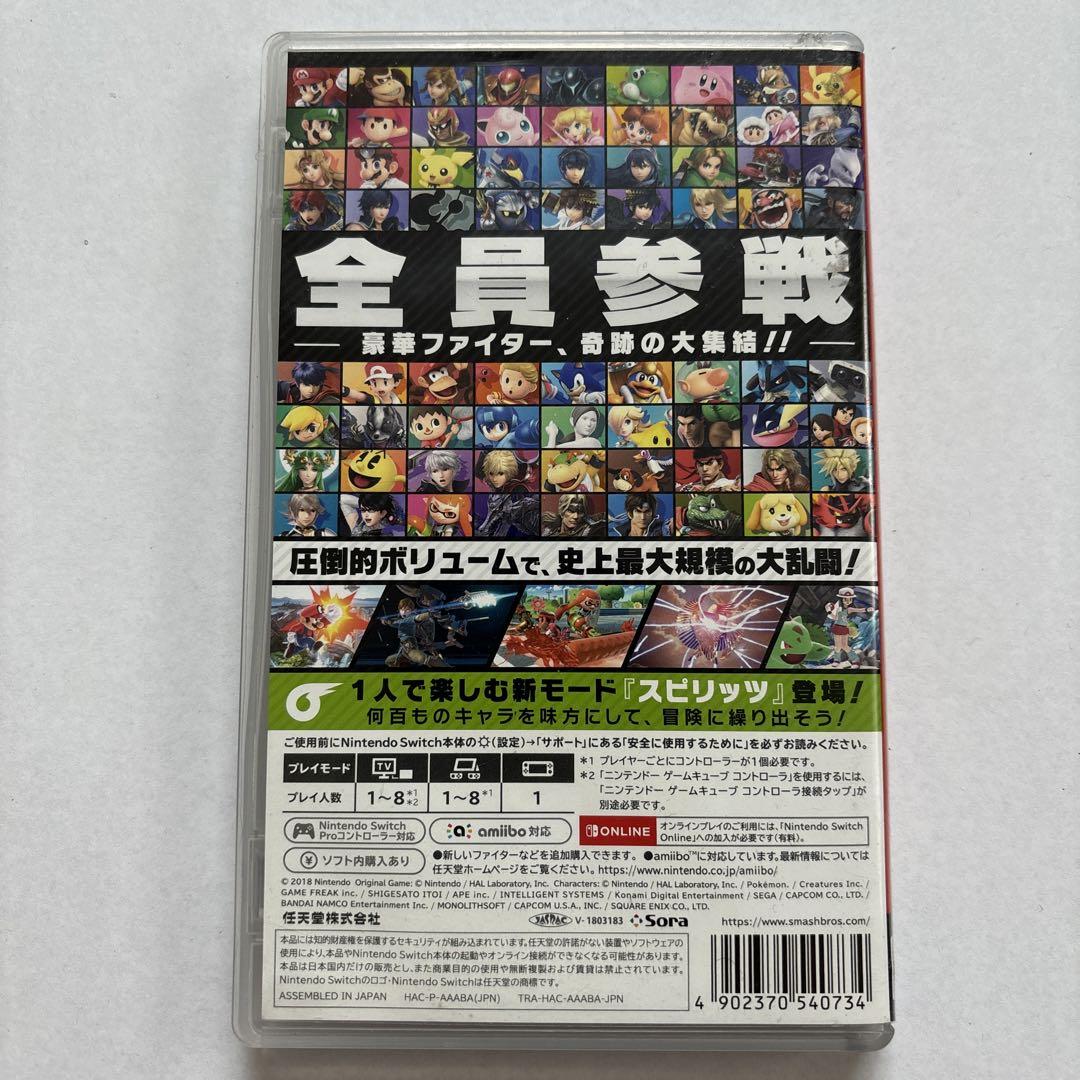 全員参戦
豪華ファイター、奇跡の大集結!!
圧倒的ボリュームで、史上最大規模の大乱闘!
1人で楽しむ新モード『スピリッツ』登場!
何百ものキャラを味方にして、冒険に繰り出そう!
ご使用前にNintendo Switch本体の(設定)→「サポート」にある「安全に使用するために」を必ずお読みください。
プレイモード TV
プレイ人数 1~8*1*2 1~8*1 1
*1 プレイヤーごとにコントローラーが1個必要です。
*2 「ニンテンドー ゲームキューブ コントローラ」を使用するには、
「ニンテンドー ゲームキューブ コントローラ接続タップ」が
別途必要です。
Nintendo Switch
Proコントローラー対応
amiibo 対応
ONLINE
オンラインプレイのご利用には、「Nintendo Switch
Online」への加入が必要です(有料)。
¥ ソフト内購入あり
●新しいファイターなどを追加購入できます。 ●amiibo™に対応しています。最新情報については
任天堂ホームページをご覧ください。https://www.nintendo.co.jp/amiibo/
© 2018 Nintendo Original Game: © Nintendo / HAL Laboratory, Inc. Characters: © Nintendo / HAL Laboratory, Inc. / Pokémon. / Creatures Inc. /
GAME FREAK inc. / SHIGESATO ITOI / APE inc. / INTELLIGENT SYSTEMS / Konami Digital Entertainment / SEGA / CAPCOM CO., LTD. /
BANDAI NAMCO Entertainment Inc. / MONOLITHSOFT / CAPCOM U.S.A., INC. / SQUARE ENIX CO., LTD.
任天堂株式会社
JASRAC V-1803183 Sora
https://www.smashbros.com/
本品には知的財産権を保護するセキュリティが組み込まれています。任天堂の許諾がない装置やソフトウェアの
使用により、本品やNintendo Switch本体の起動やオンライン接続ができなくなる可能性があります。
本品は日本国内だけの販売とし、また商業目的の使用や無断複製および賃貸は禁止されています。
Nintendo Switchのロゴ・Nintendo Switchは任天堂の商標です。
ASSEMBLED IN JAPAN HAC-P-AAABA(JPN) TRA-HAC-AAABA-JPN
4 902370 540734